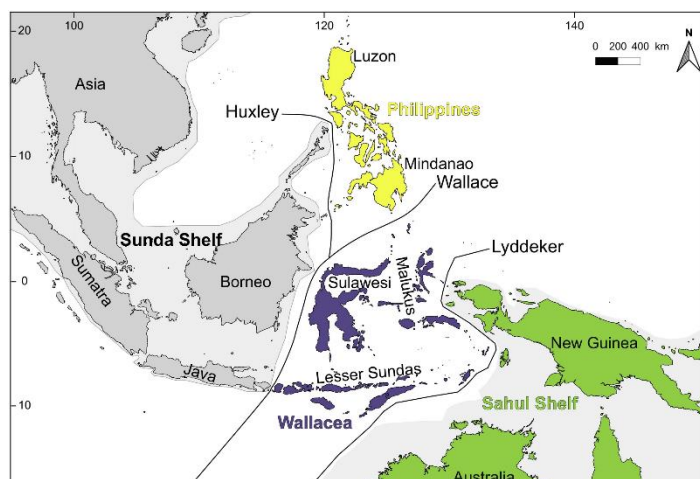 100
120
140
20
N
0 200 400 km
Luzon
Asia
Huxley
Philippines
10
Mindanao
Wallace
Sunda Shelf
Lyddeker
Sumatra
Borneo
Sulawesi
Malukus
0
New Guinea
Java
Lesser Sundas
Sahul Shelf
-10
Wallacea
Australia